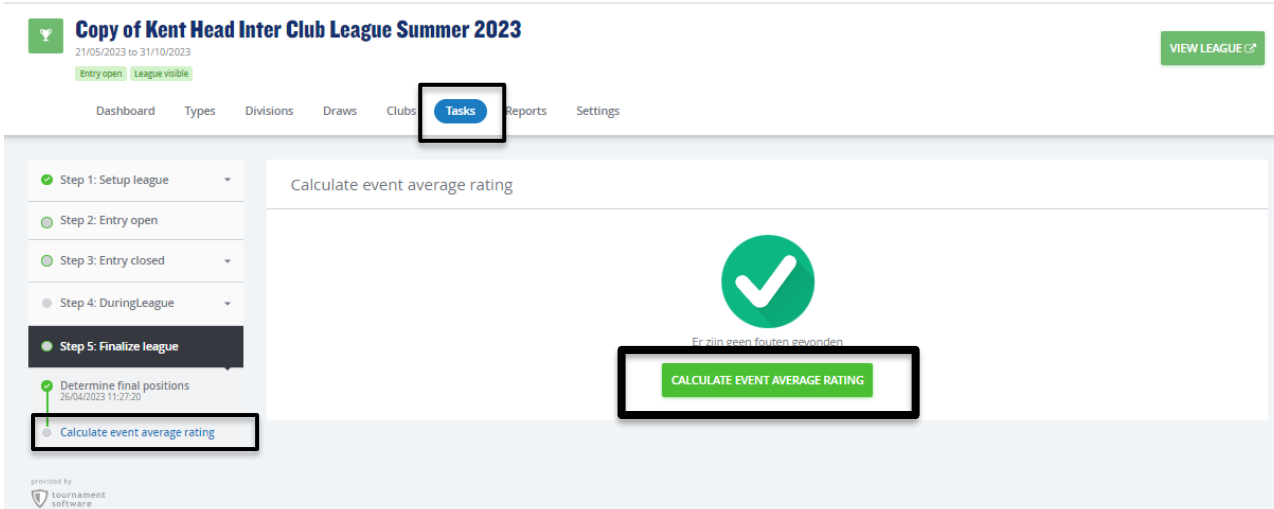 Copy of Kent Head Inter Club League Summer 2023
21/05/2023 to 31/10/2023
Entry open League visible
VIEW LEAGUE
Dashboard Types Divisions Draws Clubs Tasks Reports Settings
Step 1: Setup league
Step 2: Entry open
Step 3: Entry closed
Step 4: DuringLeague
Step 5: Finalize league
Determine final positions
26/04/2023 11:27:20
Calculate event average rating
Calculate event average rating
Er zijn geen fouten gevonden
CALCULATE EVENT AVERAGE RATING
provided by
tournament
software